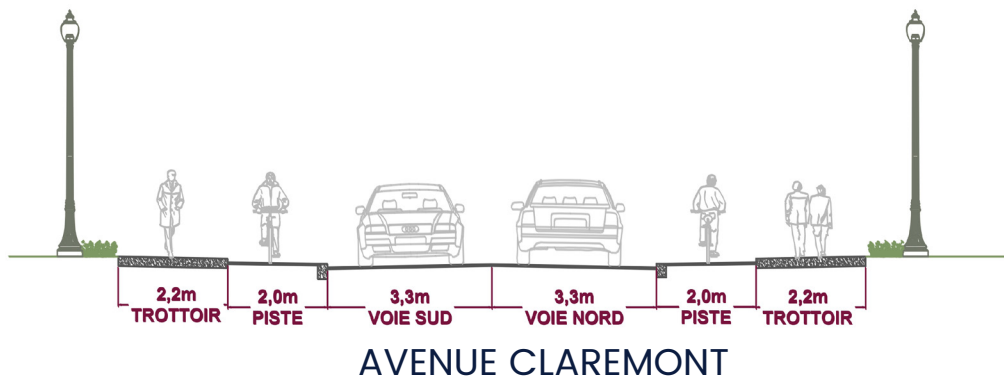 2,2m
TROTTOIR
2,0m
PISTE
3,3m
VOIE SUD
3,3m
VOIE NORD
2,0m
PISTE
2,2m
TROTTOIR
AVENUE CLAREMONT